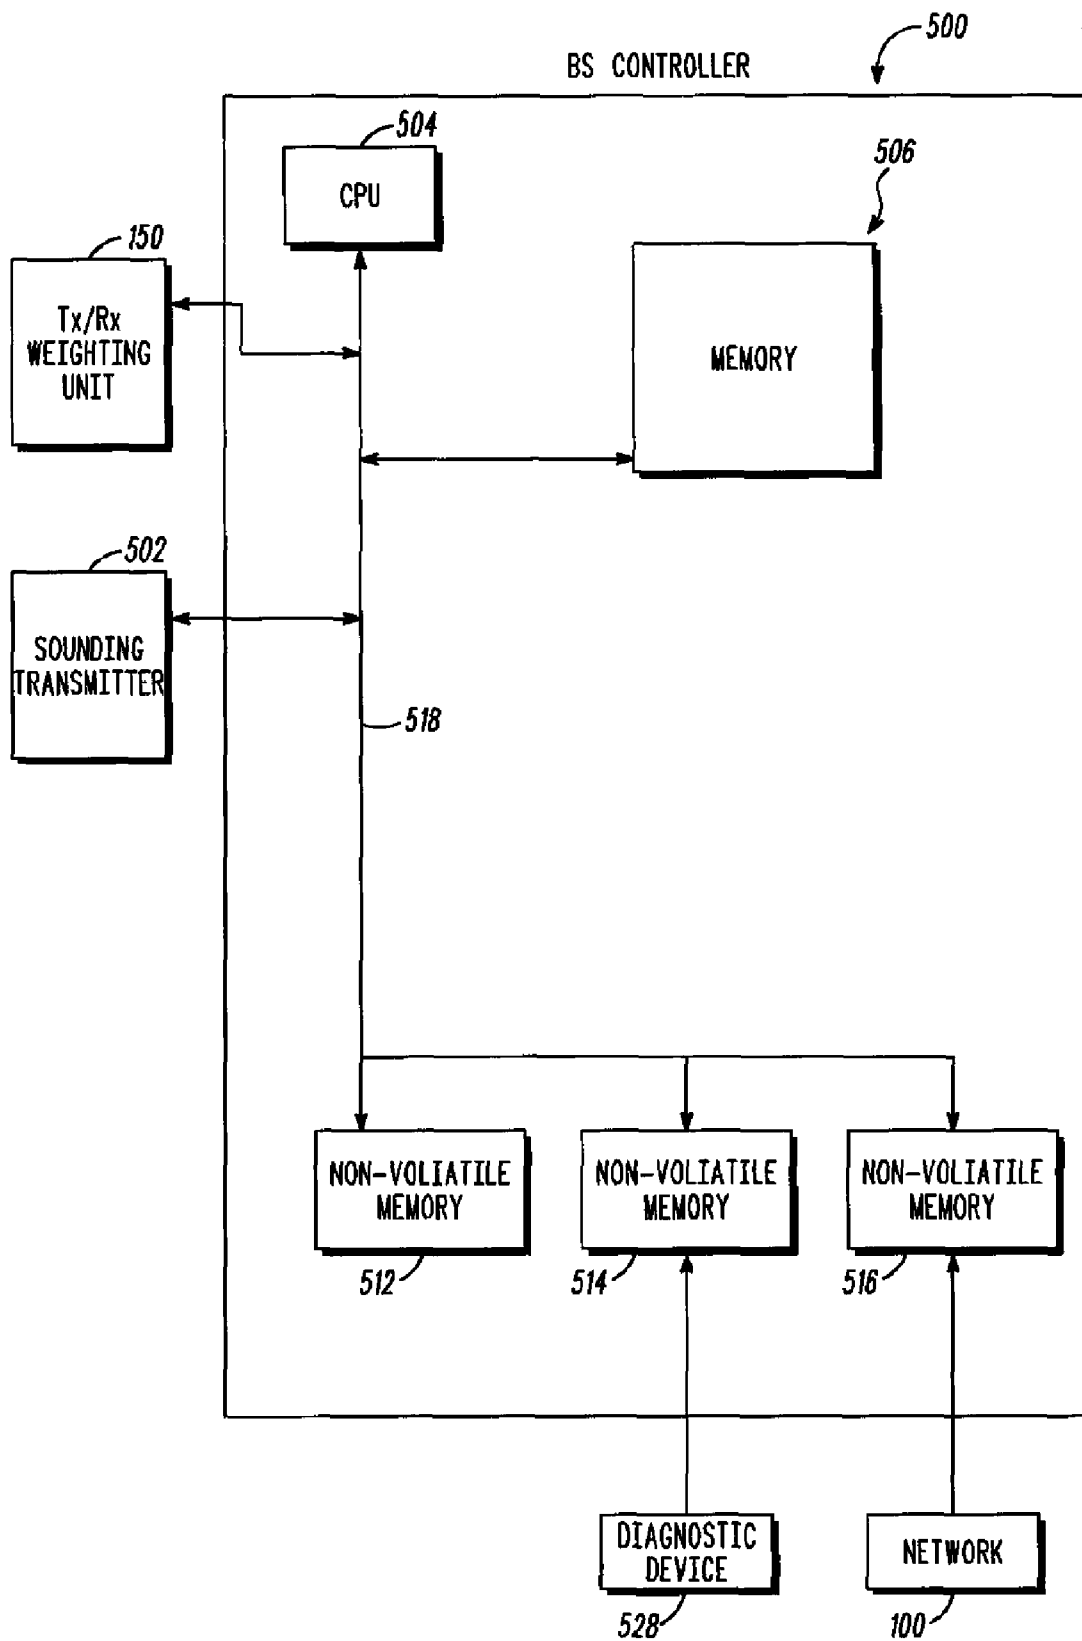 500
BS CONTROLLER
504
CPU
506
150
Tx/Rx
WEIGHTING
UNIT
MEMORY
502
SOUNDING
TRANSMITTER
518
NON-VOLIATILE
MEMORY
NON-VOLIATILE
MEMORY
NON-VOLIATILE
MEMORY
512
514
516
DIAGNOSTIC
DEVICE
NETWORK
528
100